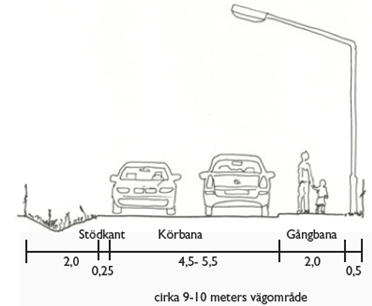 Stödkant Körbana Gångbana
2,0 0,25 4,5- 5,5 2,0 0,5
cirka 9-10 meters vägområde